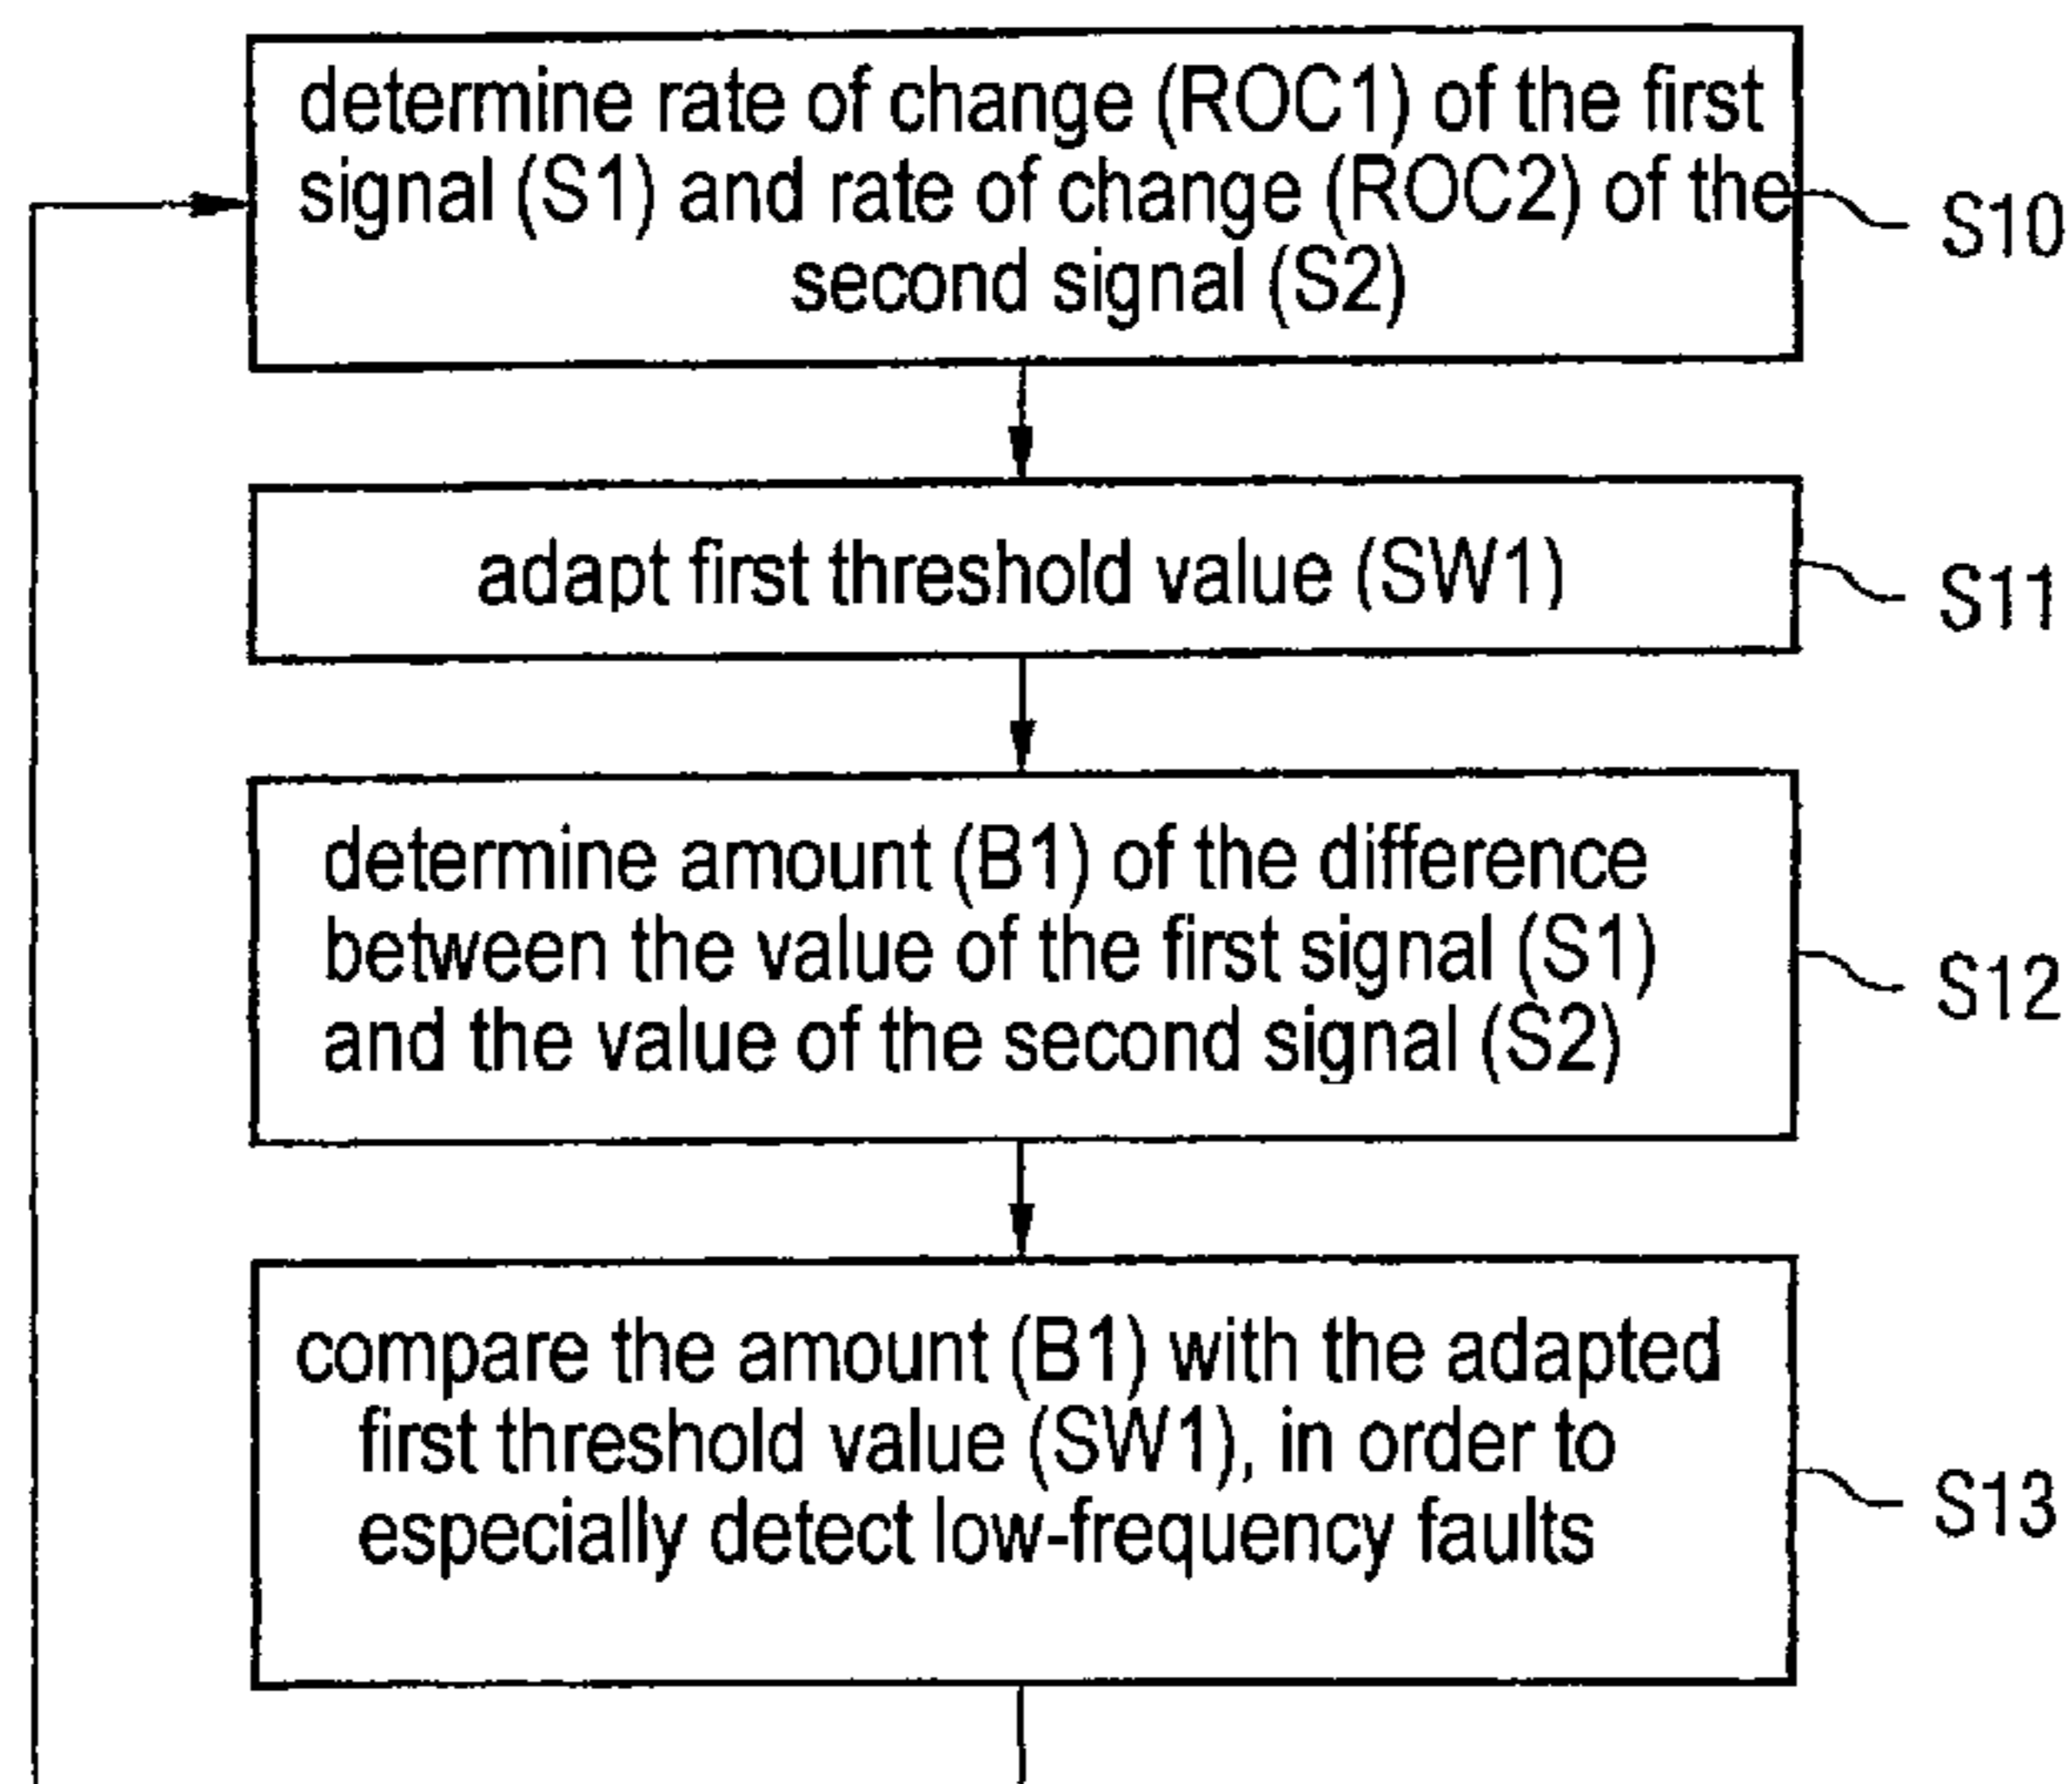 determine rate of change (ROC1) of the first
signal (S1) and rate of change (ROC2) of the
second signal (S2)
S10
adapt first threshold value (SW1)
S11
determine amount (B1) of the difference
between the value of the first signal (S1)
and the value of the second signal (S2)
S12
compare the amount (B1) with the adapted
first threshold value (SW1), in order to
especially detect low-frequency faults
S13